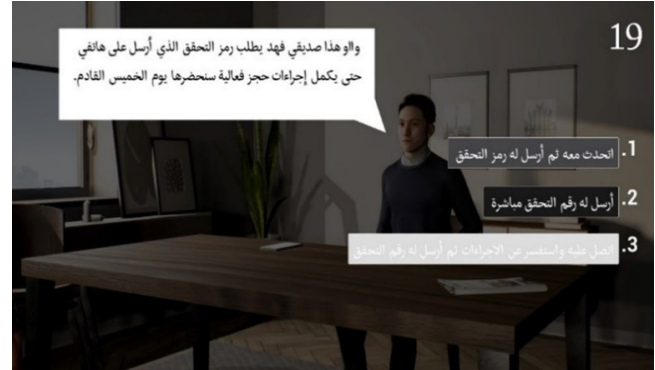 19
واو هذا صديقي فهد يطلب رمز التحقق الذي أرسل على هاتفي
حتى يكمل إجراءات حجز فعالية سنحضرها يوم الخميس القادم.
1. اتحدث معه ثم أرسل له رمز التحقق
2. أرسل له رقم التحقق مباشرة
3. اتصل عليه واستفسر عن الاجراءات ثم أرسل له رقم التحقق